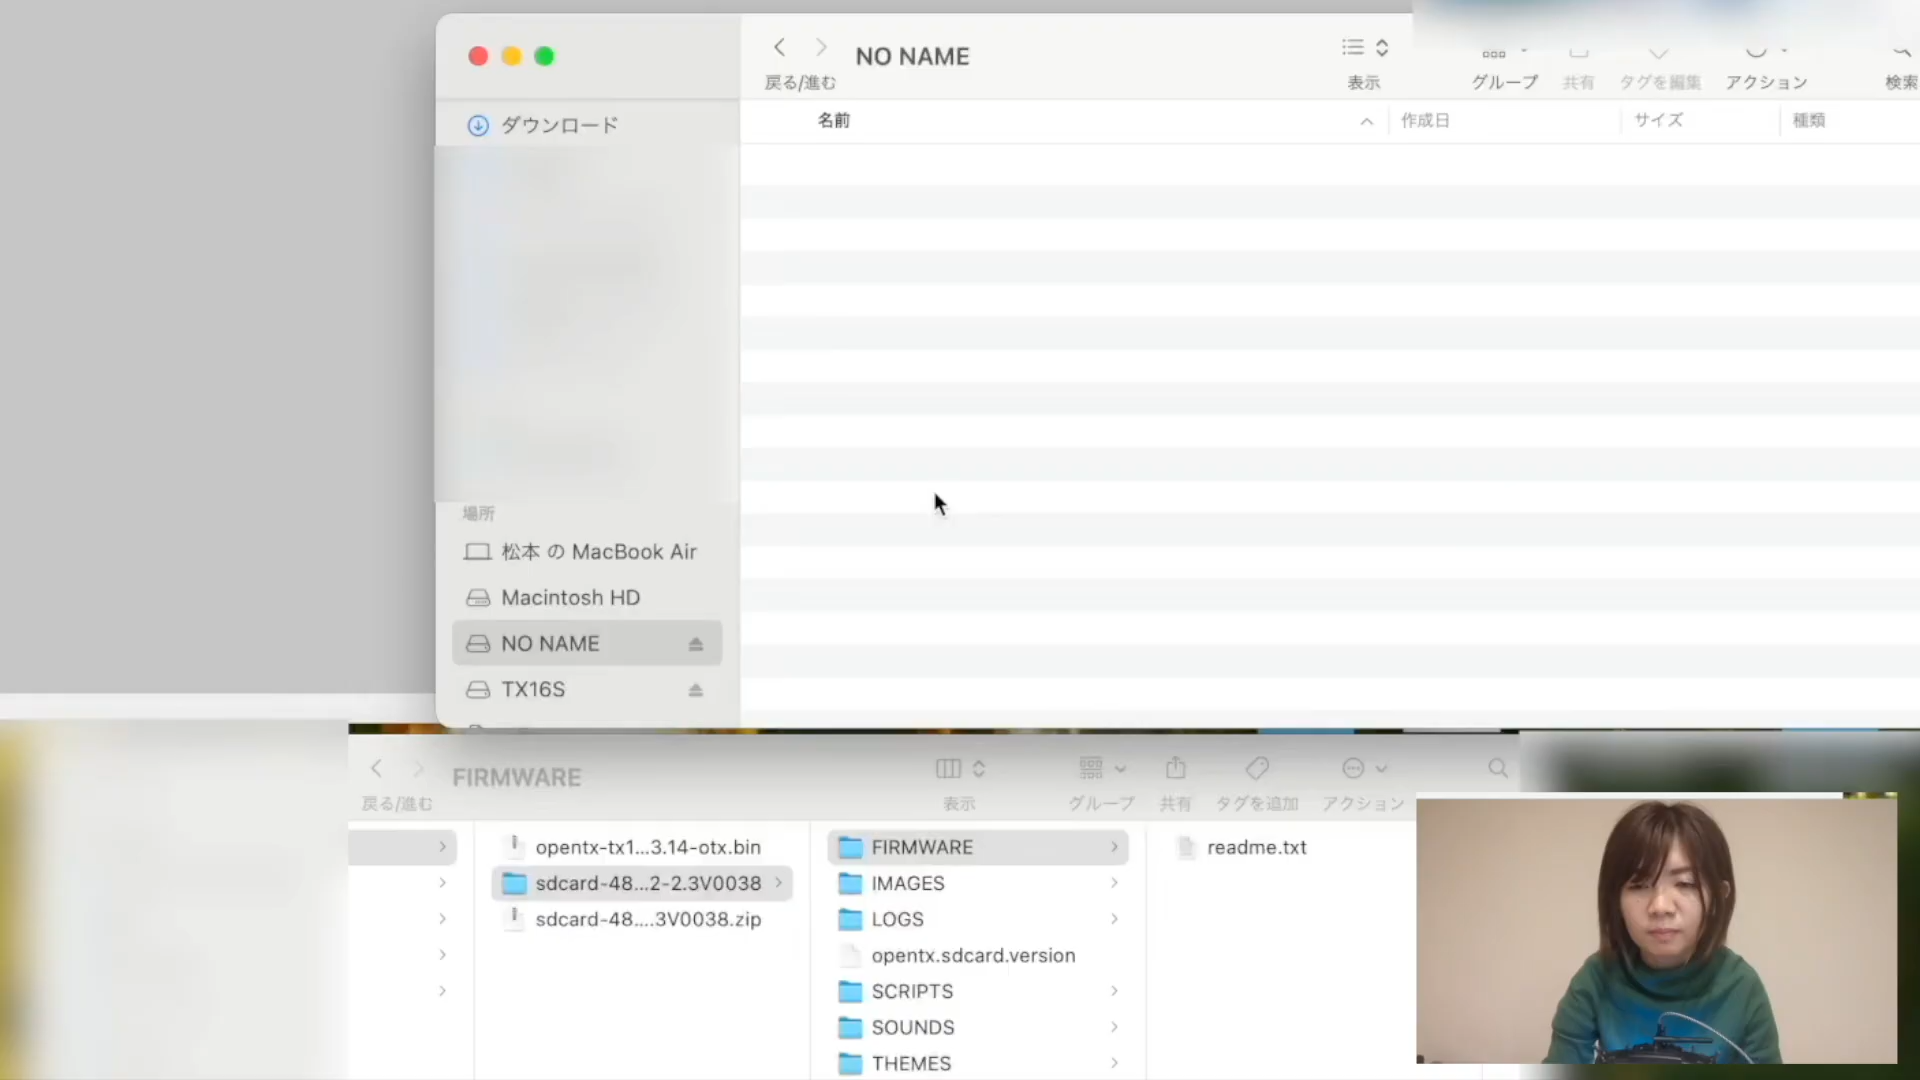 NO NAME
戻る/進む
表示
グループ
共有
タグを編集
アクション
検索
ダウンロード
名前
作成日
サイズ
種類
場所
松本 の MacBook Air
Macintosh HD
NO NAME
TX16S
FIRMWARE
戻る/進む
表示
グループ
共有
タグを追加
アクション
opentx-tx1...3.14-otx.bin
sdcard-48...2-2.3V0038
sdcard-48....3V0038.zip
FIRMWARE
IMAGES
LOGS
opentx.sdcard.version
SCRIPTS
SOUNDS
THEMES
readme.txt